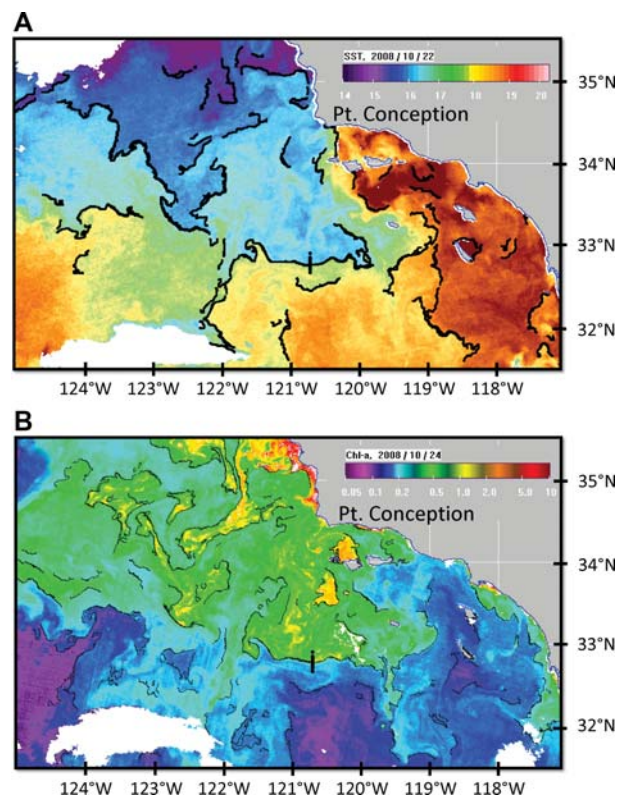 A
SST, 2008/10/22
14 15 16 17 18 19 20
Pt. Conception
35°N
34°N
33°N
32°N
124°W 123°W 122°W 121°W 120°W 119°W 118°W
B
Chl-a, 2008/10/24
0.05 0.1 0.2 0.5 1.0 2.0 5.0 10
Pt. Conception
35°N
34°N
33°N
32°N
124°W 123°W 122°W 121°W 120°W 119°W 118°W